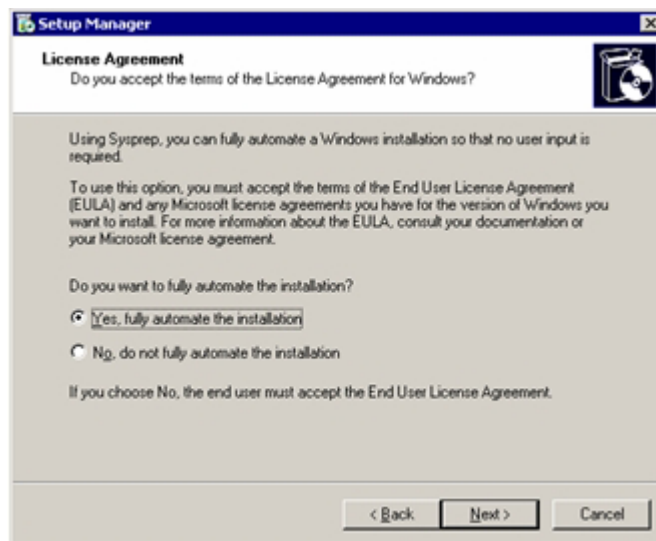 Setup Manager
License Agreement
Do you accept the terms of the License Agreement for Windows?
Using Sysprep, you can fully automate a Windows installation so that no user input is
required.
To use this option, you must accept the terms of the End User License Agreement
(EULA) and any Microsoft license agreements you have for the version of Windows you
want to install. For more information about the EULA, consult your documentation or
your Microsoft license agreement.
Do you want to fully automate the installation?
Yes, fully automate the installation
No, do not fully automate the installation
If you choose No, the end user must accept the End User License Agreement.
< Back Next > Cancel